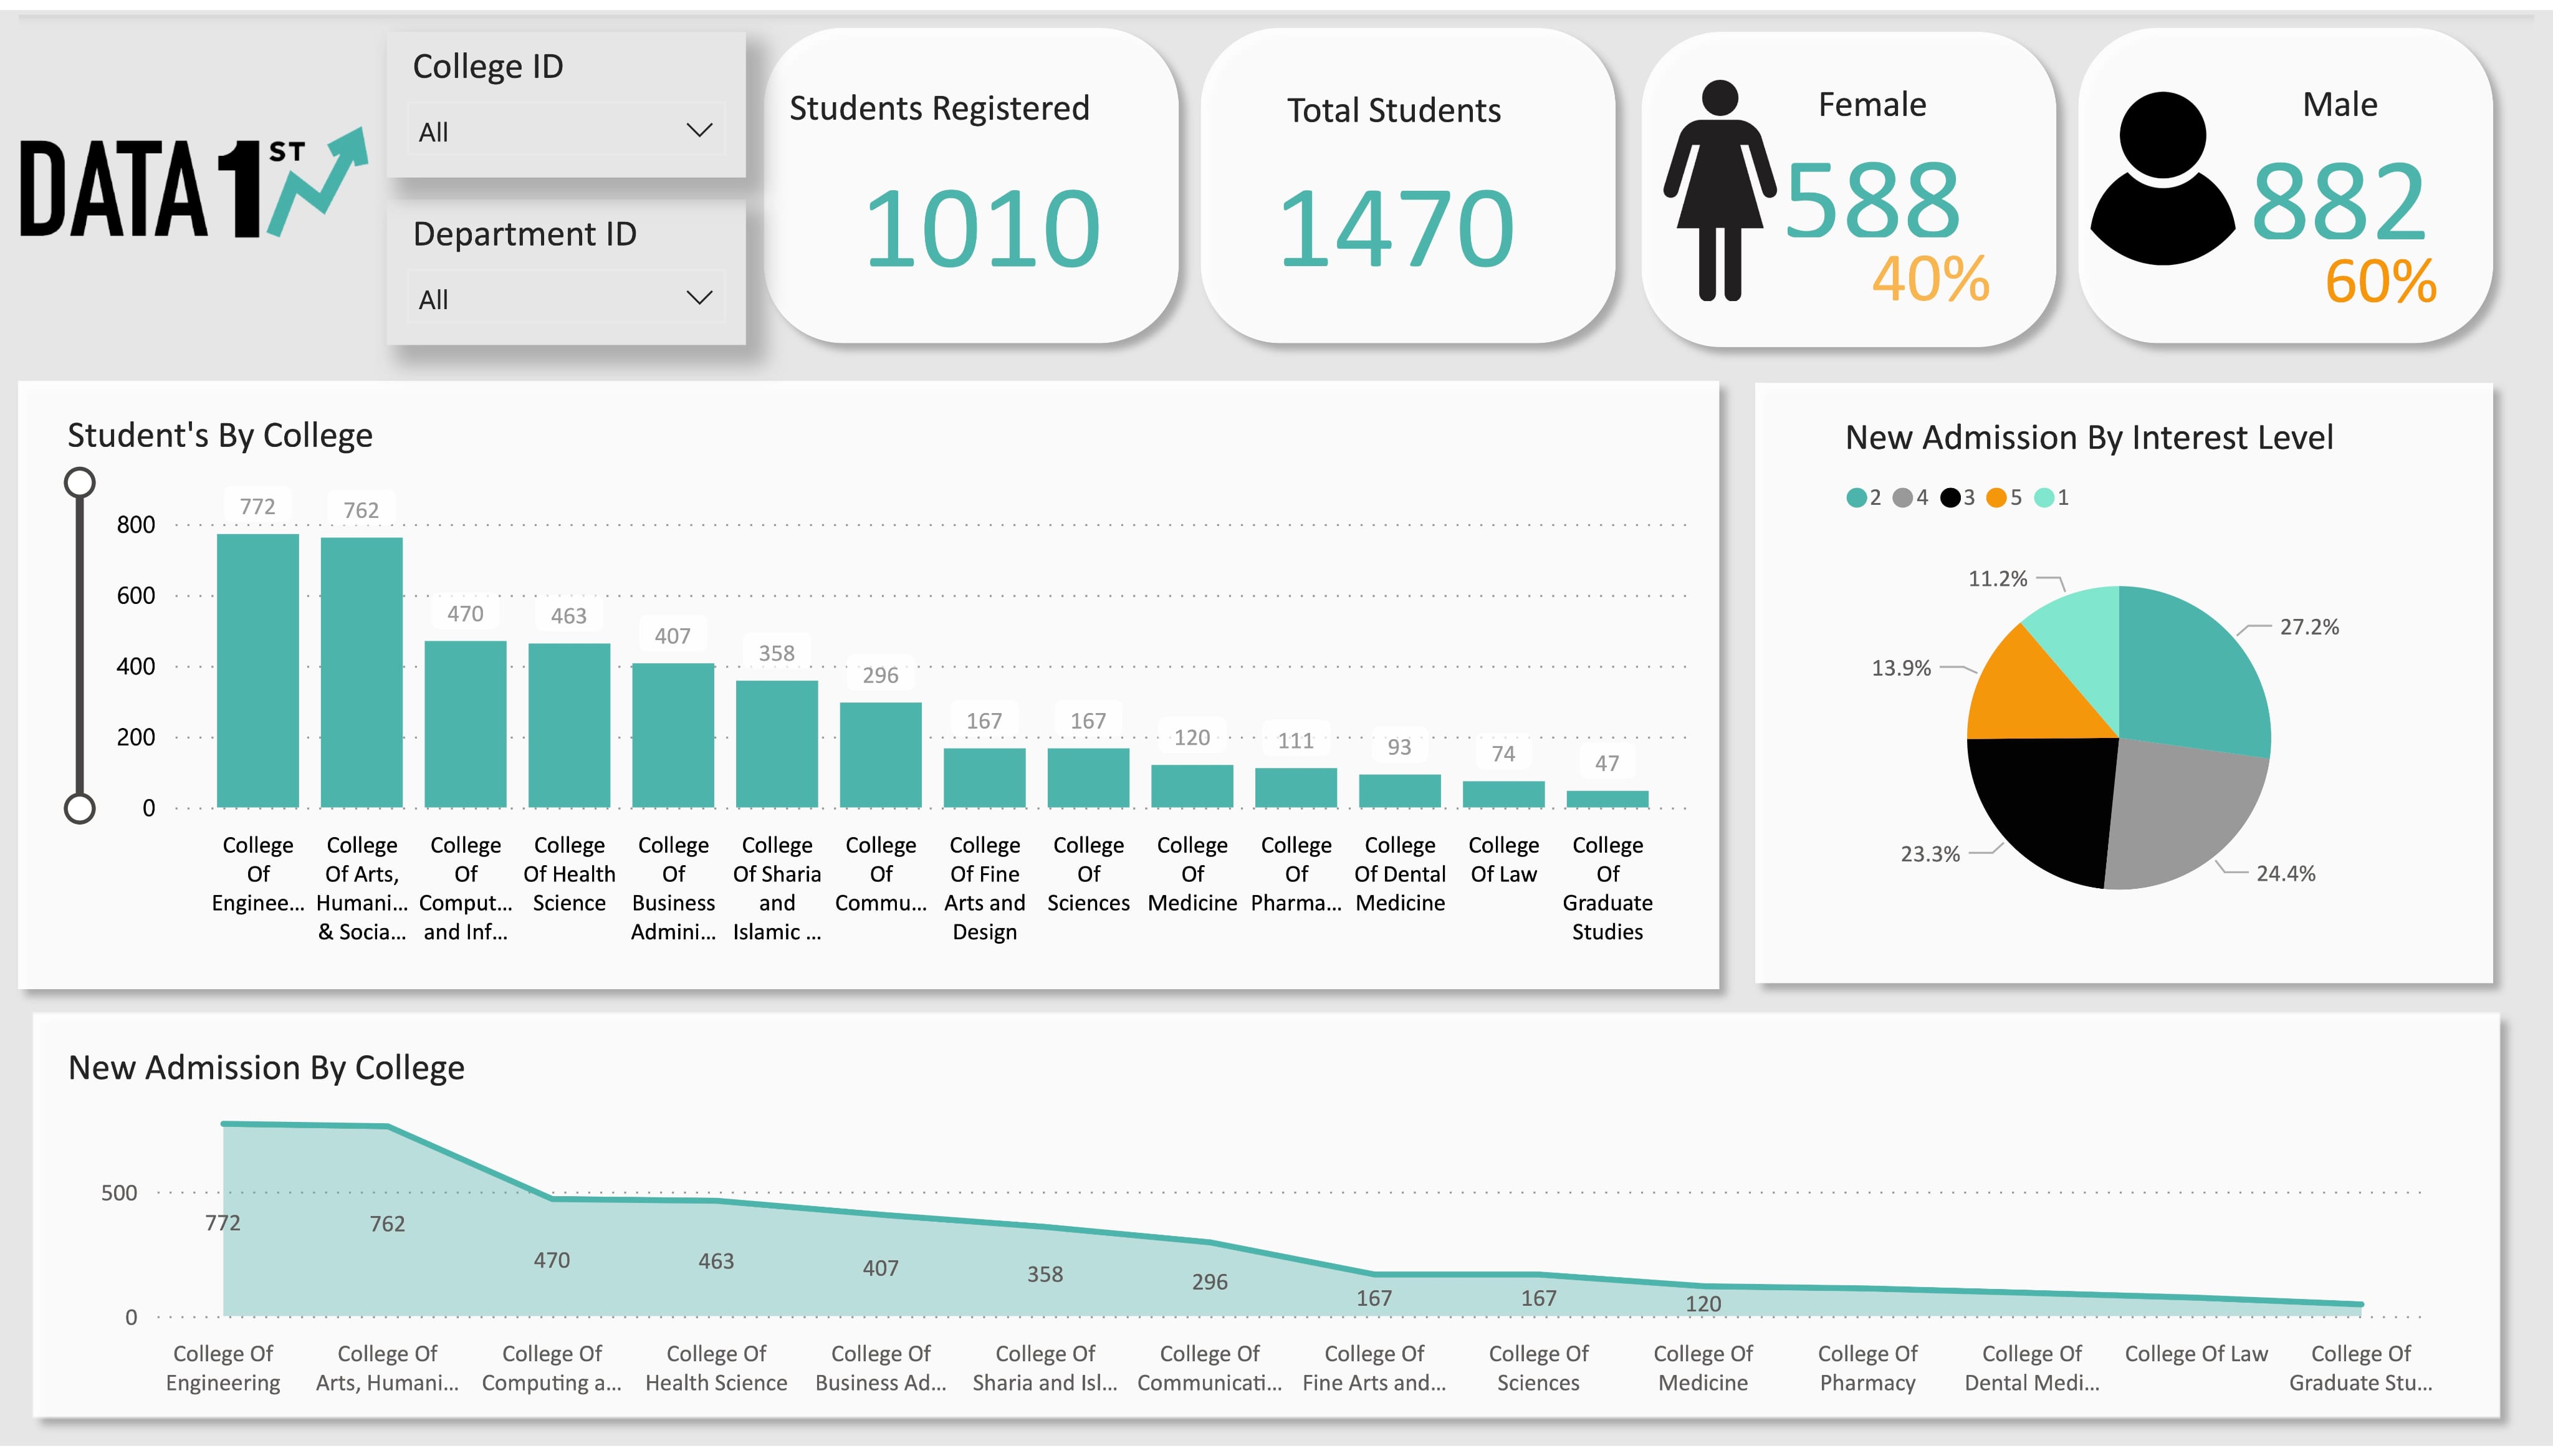 DATA 1ST
College ID
All
Department ID
All
Students Registered
1010
Total Students
1470
Female
588
40%
Male
882
60%
Student's By College
800
600
400
200
0
772
762
470
463
407
358
296
167
167
120
111
93
74
47
College
Of
Enginee...
College
Of Arts,
Humani...
& Socia...
College
Of
Comput...
and Inf...
College
Of Health
Science
College
Of
Business
Admini...
College
Of Sharia
and
Islamic ...
College
Of
Commu...
College
Of Fine
Arts and
Design
College
Of
Sciences
College
Of
Medicine
College
Of
Pharma...
College
Of Dental
Medicine
College
Of Law
College
Of
Graduate
Studies
New Admission By Interest Level
2 4 3 5 1
11.2%
27.2%
13.9%
23.3%
24.4%
New Admission By College
500
0
772
762
470
463
407
358
296
167
167
120
College Of
Engineering
College Of
Arts, Humani...
College Of
Computing a...
College Of
Health Science
College Of
Business Ad...
College Of
Sharia and Isl...
College Of
Communicati...
College Of
Fine Arts and...
College Of
Sciences
College Of
Medicine
College Of
Pharmacy
College Of
Dental Medi...
College Of Law
College Of
Graduate Stu...